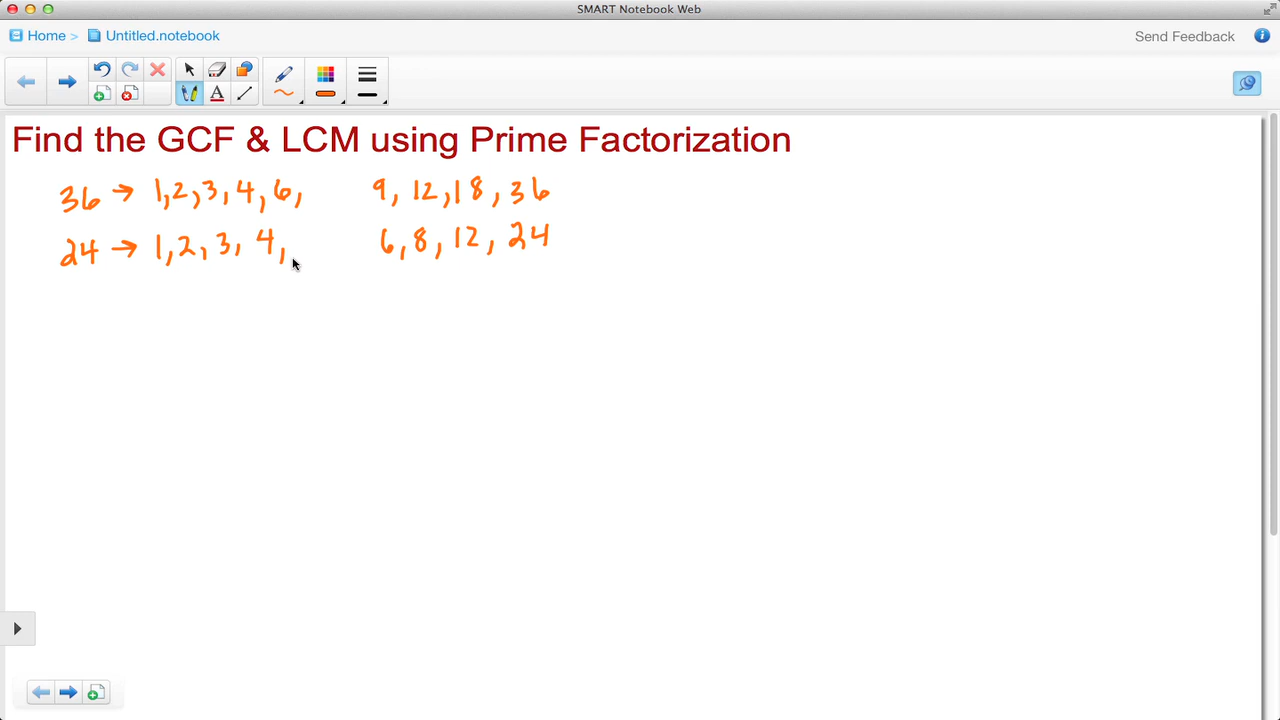 SMART Notebook Web
Home > Untitled.notebook
Send Feedback
A
Find the GCF & LCM using Prime Factorization
36 → 1, 2, 3, 4, 6, 9, 12, 18, 36
24 → 1, 2, 3, 4, 6, 8, 12, 24